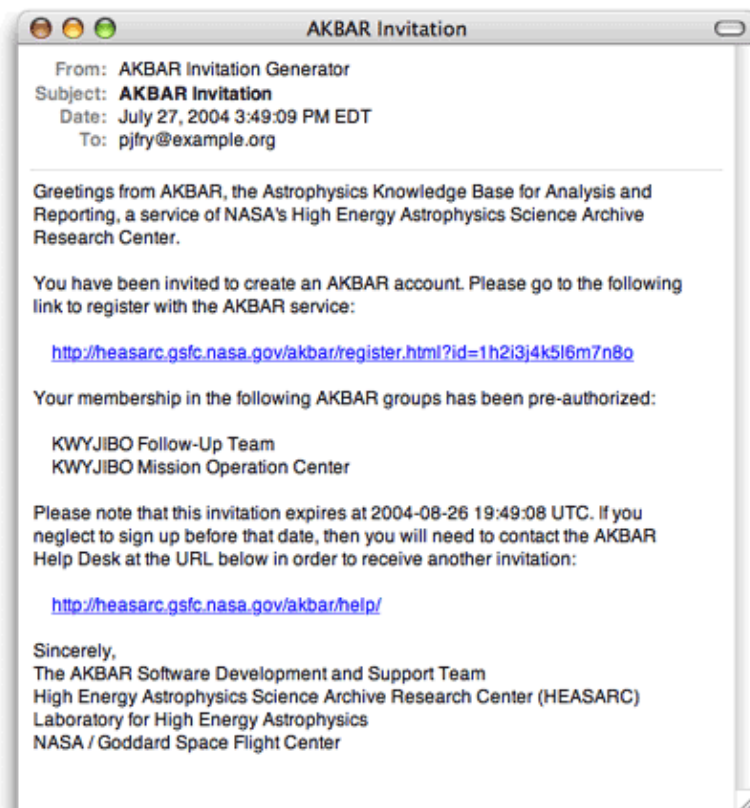 AKBAR Invitation
From: AKBAR Invitation Generator
Subject: AKBAR Invitation
Date: July 27, 2004 3:49:09 PM EDT
To: pjfry@example.org
Greetings from AKBAR, the Astrophysics Knowledge Base for Analysis and
Reporting, a service of NASA's High Energy Astrophysics Science Archive
Research Center.
You have been invited to create an AKBAR account. Please go to the following
link to register with the AKBAR service:
http://heasarc.gsfc.nasa.gov/akbar/register.html?id=1h2i3j4k5l6m7n8o
Your membership in the following AKBAR groups has been pre-authorized:
KWYJIBO Follow-Up Team
KWYJIBO Mission Operation Center
Please note that this invitation expires at 2004-08-26 19:49:08 UTC. If you
neglect to sign up before that date, then you will need to contact the AKBAR
Help Desk at the URL below in order to receive another invitation:
http://heasarc.gsfc.nasa.gov/akbar/help/
Sincerely,
The AKBAR Software Development and Support Team
High Energy Astrophysics Science Archive Research Center (HEASARC)
Laboratory for High Energy Astrophysics
NASA / Goddard Space Flight Center